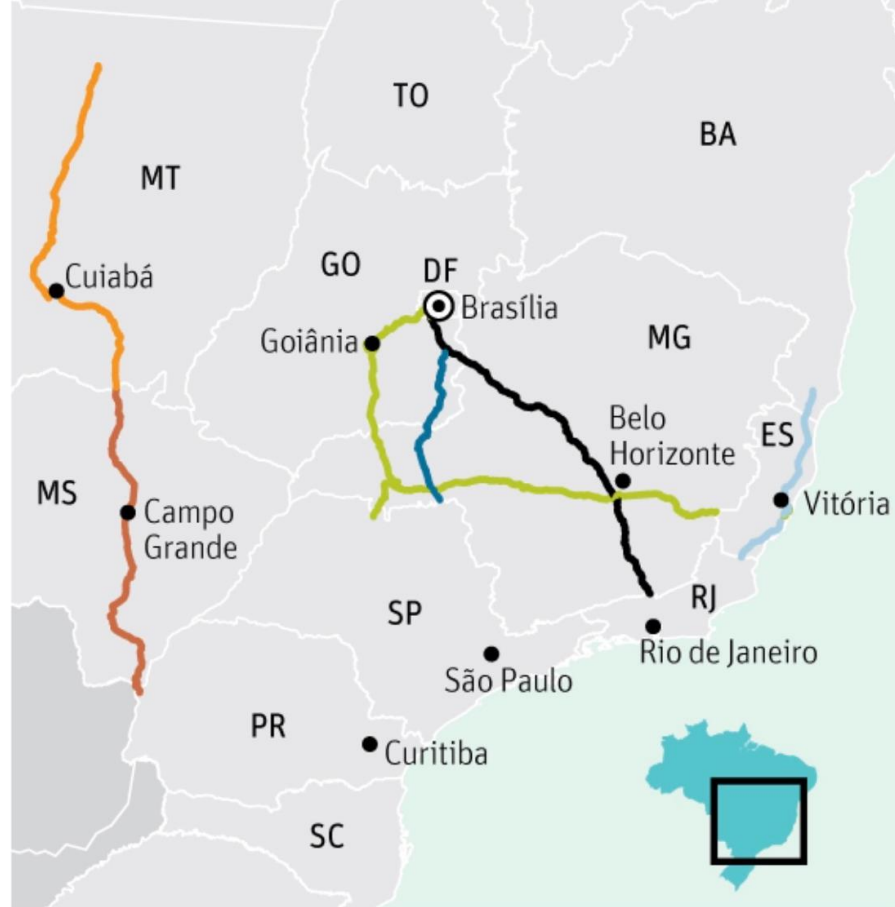 TO
BA
MT
GO
DF
Cuiabá
Brasília
Goiânia
MG
Belo
Horizonte
ES
MS
Campo
Grande
Vitória
SP
RJ
Rio de Janeiro
São Paulo
PR
Curitiba
SC